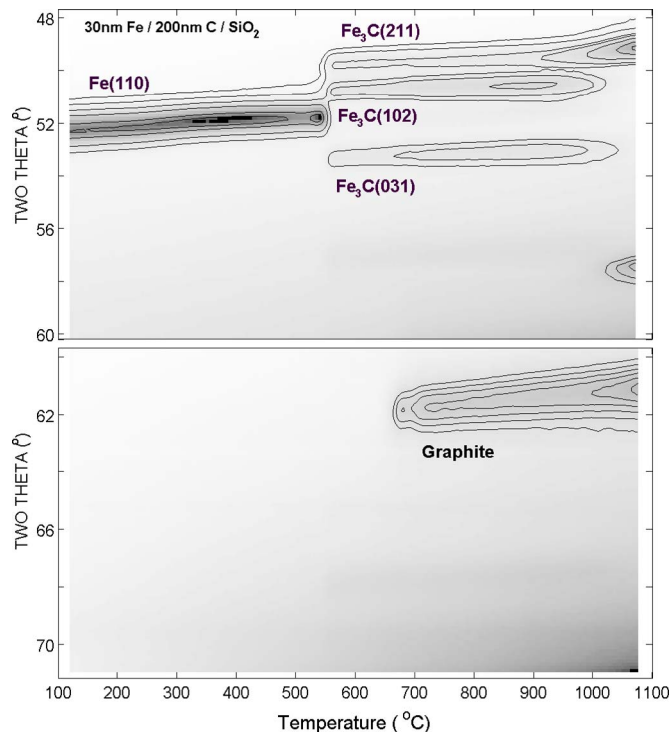 30nm Fe / 200nm C / SiO₂
Fe₃C(211)
Fe(110)
Fe₃C(102)
Fe₃C(031)
TWO THETA (°)
48
52
56
60
Graphite
TWO THETA (°)
62
66
70
100 200 300 400 500 600 700 800 900 1000 1100
Temperature ( °C)